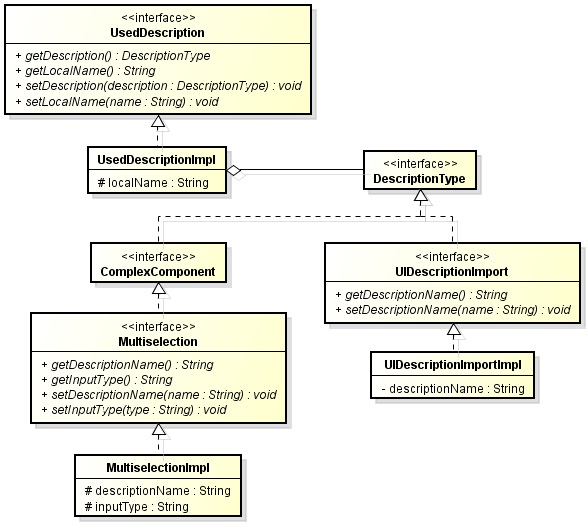 <<interface>>
UsedDescription
+ getDescription() : DescriptionType
+ getLocalName() : String
+ setDescription(description : DescriptionType) : void
+ setLocalName(name : String) : void
UsedDescriptionImpl
# localName : String
<<interface>>
DescriptionType
<<interface>>
ComplexComponent
<<interface>>
UIDescriptionImport
+ getDescriptionName() : String
+ setDescriptionName(name : String) : void
<<interface>>
Multiselection
+ getDescriptionName() : String
+ getInputType() : String
+ setDescriptionName(name : String) : void
+ setInputType(type : String) : void
UIDescriptionImportImpl
- descriptionName : String
MultiselectionImpl
# descriptionName : String
# inputType : String